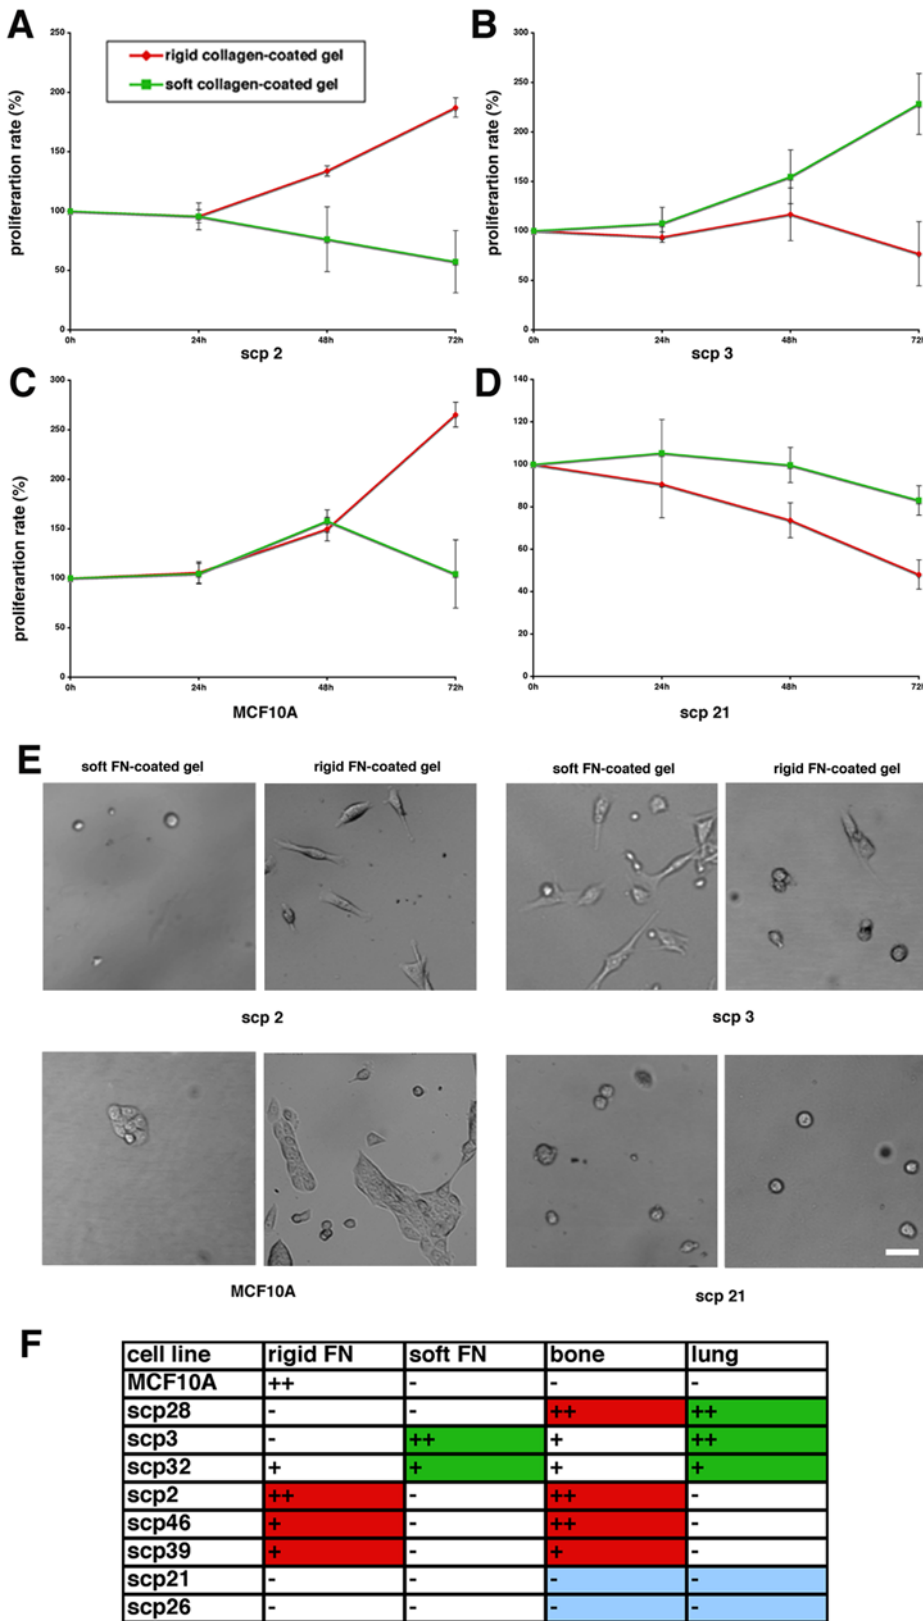 A
B
250
200
150
100
50
0
0h
24h
48h
72h
proliferartion rate (%)
rigid collagen-coated gel
soft collagen-coated gel
scp 2
300
250
200
150
100
50
0
0h
24h
48h
72h
proliferartion rate (%)
scp 3
C
D
300
250
200
150
100
50
0
0h
24h
48h
72h
proliferartion rate (%)
MCF10A
140
120
100
80
60
40
20
0
0h
24h
48h
72h
scp 21
E
soft FN-coated gel
rigid FN-coated gel
soft FN-coated gel
rigid FN-coated gel
scp 2
scp 3
MCF10A
scp 21
F
cell line rigid FN soft FN bone lung
MCF10A ++ - - -
scp28 - - ++ ++
scp3 - ++ + ++
scp32 + + + +
scp2 ++ - ++ -
scp46 + - ++ -
scp39 + - + -
scp21 - - - -
scp26 - - - -